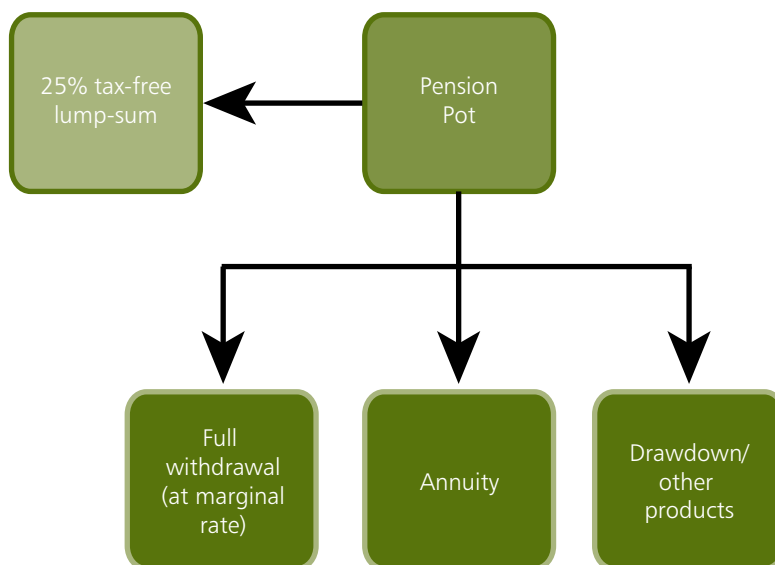 25% tax-free
lump-sum
Pension
Pot
Full
withdrawal
(at marginal
rate)
Annuity
Drawdown/
other
products